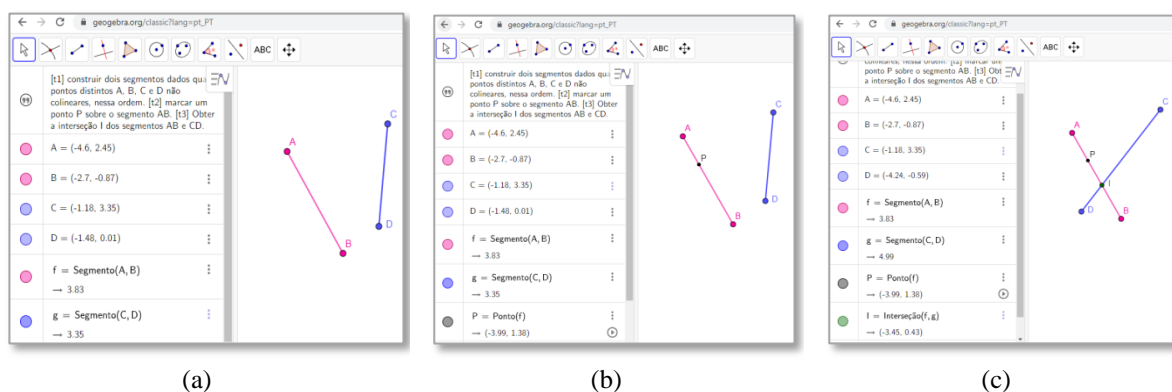 geogebra.org/classic?lang=pt_PT
ABC
[t1] construir dois segmentos dados
pontos distintos A, B, C e D não
colineares, nessa ordem. [t2] marcar um
ponto P sobre o segmento AB. [t3] Obter
a interseção I dos segmentos AB e CD.
A = (-4.6, 2.45)
B = (-2.7, -0.87)
C = (-1.18, 3.35)
D = (-1.48, 0.01)
f = Segmento(A, B)
→ 3.83
g = Segmento(C, D)
→ 3.35
A
B
C
D
(a)
geogebra.org/classic?lang=pt_PT
ABC
[t1] construir dois segmentos dados
pontos distintos A, B, C e D não
colineares, nessa ordem. [t2] marcar um
ponto P sobre o segmento AB. [t3] Obter
a interseção I dos segmentos AB e CD.
A = (-4.6, 2.45)
B = (-2.7, -0.87)
C = (-1.18, 3.35)
D = (-1.48, 0.01)
f = Segmento(A, B)
→ 3.83
g = Segmento(C, D)
→ 3.35
P = Ponto(f)
→ (-3.99, 1.38)
A
P
B
C
D
(b)
geogebra.org/classic?lang=pt_PT
ABC
ponto P sobre o segmento AB. [t3]
a interseção I dos segmentos AB e CD.
A = (-4.6, 2.45)
B = (-2.7, -0.87)
C = (-1.18, 3.35)
D = (-4.24, -0.59)
f = Segmento(A, B)
→ 3.83
g = Segmento(C, D)
→ 4.99
P = Ponto(f)
→ (-3.99, 1.38)
I = Interseção(f, g)
→ (-3.45, 0.43)
C
A
P
I
D
B
(c)